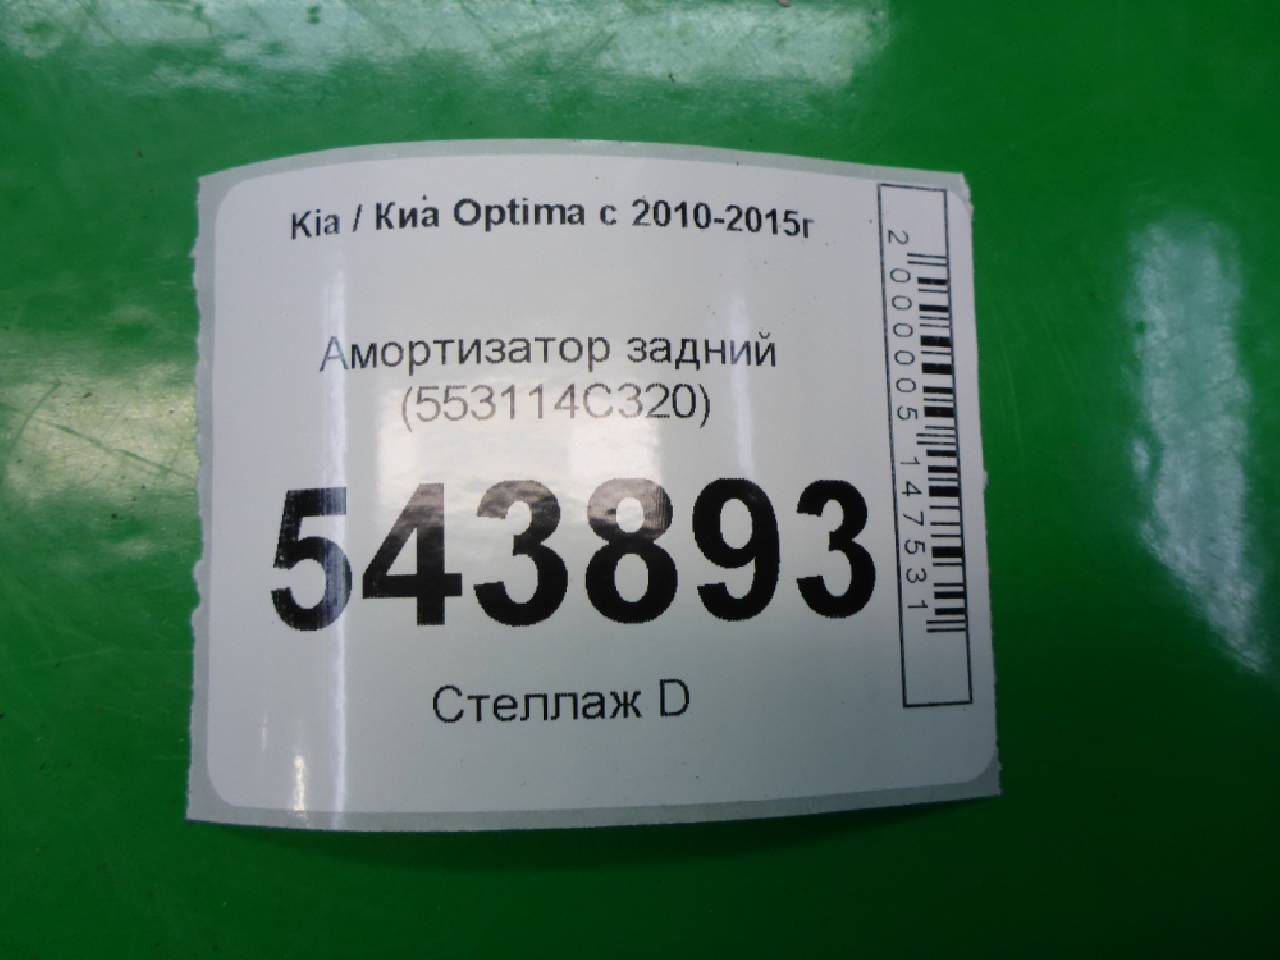 Kia / Киа Optima с 2010-2015г
Амортизатор задний
(553114C320)
543893
Стеллаж D
2000005147531